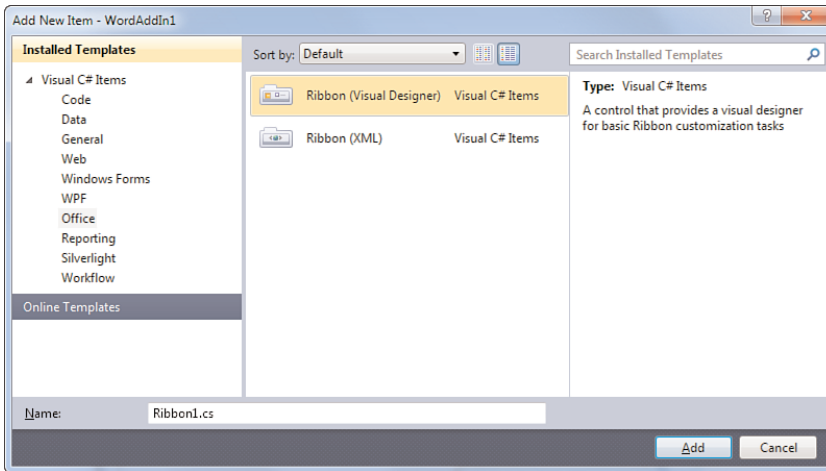 Add New Item - WordAddIn1
Installed Templates
Visual C# Items
Code
Data
General
Web
Windows Forms
WPF
Office
Reporting
Silverlight
Workflow
Online Templates
Sort by: Default
Ribbon (Visual Designer) Visual C# Items
Ribbon (XML) Visual C# Items
Search Installed Templates
Type: Visual C# Items
A control that provides a visual designer
for basic Ribbon customization tasks
Name: Ribbon1.cs
Add Cancel